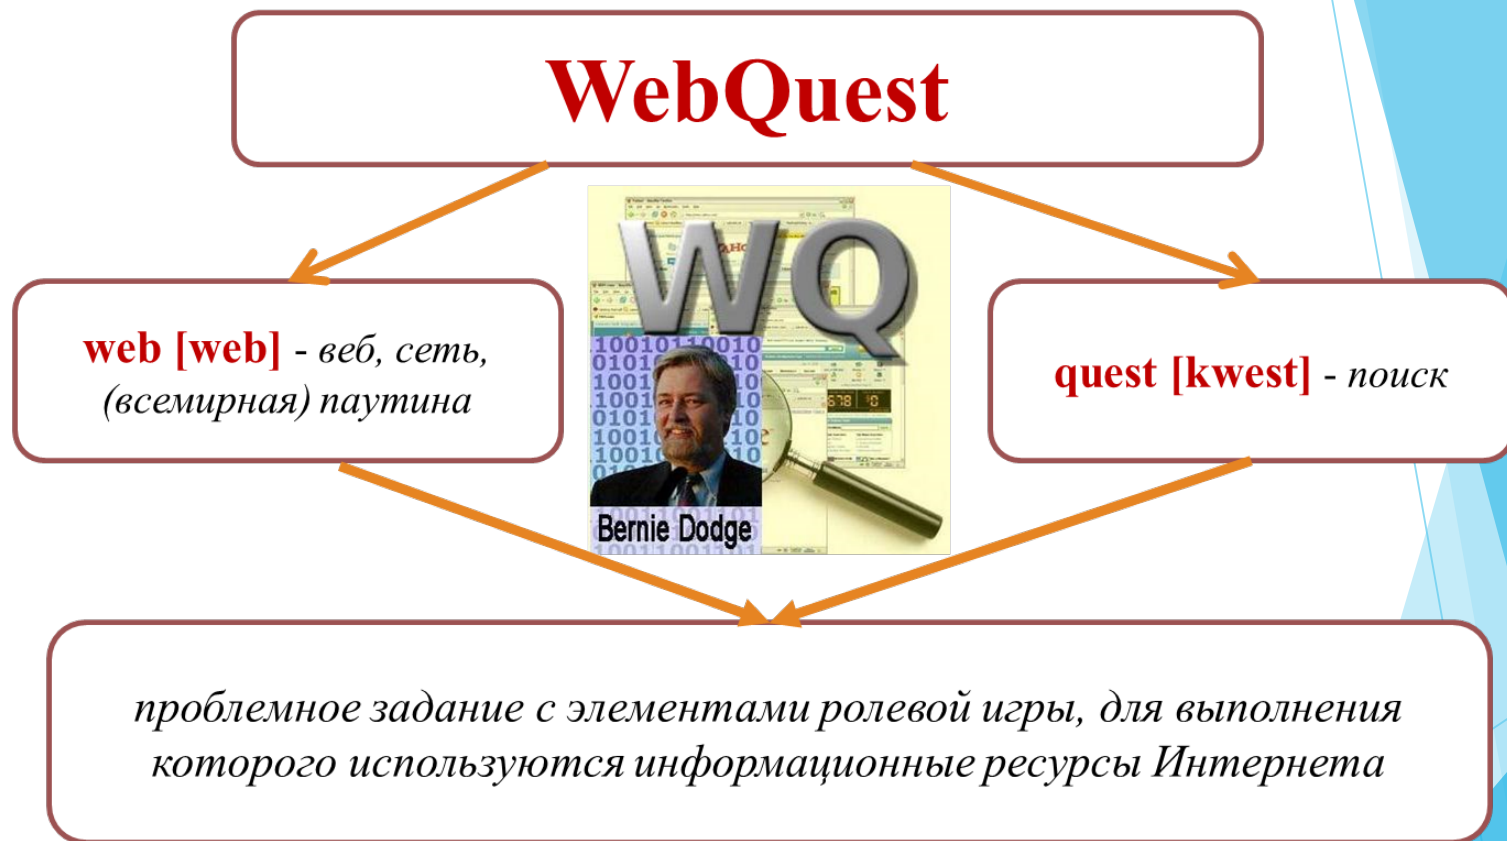 WebQuest
WQ
web [web] - веб, сеть,
(всемирная) паутина
quest [kwest] - поиск
Bernie Dodge
проблемное задание с элементами ролевой игры, для выполнения
которого используются информационные ресурсы Интернета